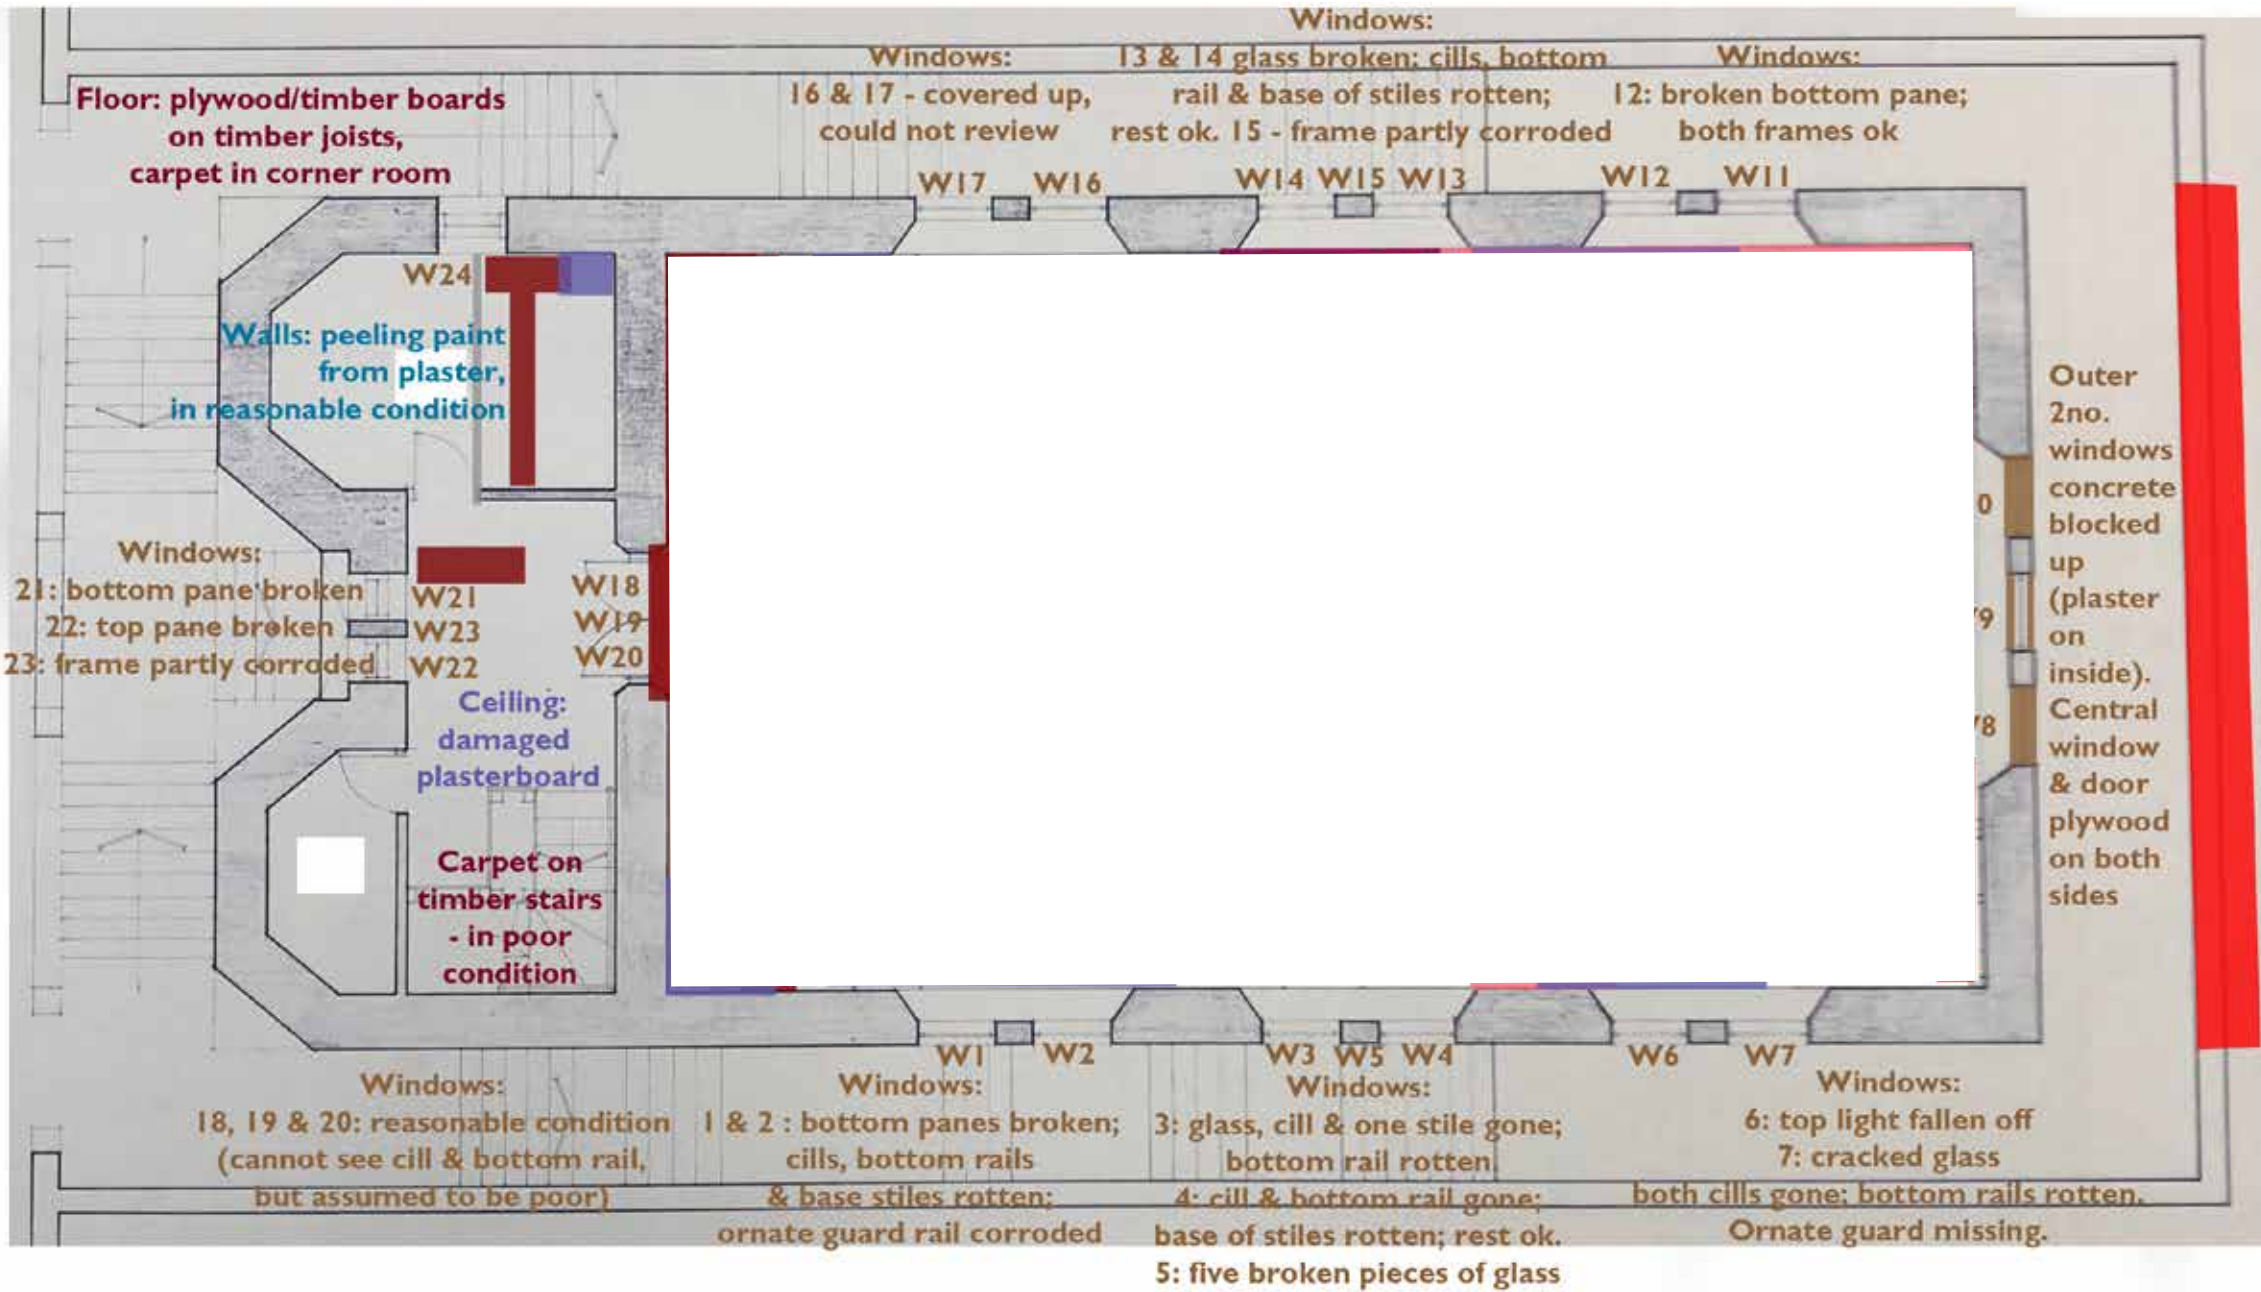 Windows:
16 & 17 - covered up,
could not review
Windows:
13 & 14 glass broken; cills, bottom
rail & base of stiles rotten;
rest ok. 15 - frame partly corroded
Windows:
12: broken bottom pane;
both frames ok
Floor: plywood/timber boards
on timber joists,
carpet in corner room
W17 W16 W14 W15 W13 W12 W11
W24
Walls: peeling paint
from plaster,
in reasonable condition
Windows:
21: bottom pane broken
22: top pane broken
23: frame partly corroded
W21
W23
W22
W18
W19
W20
Ceiling:
damaged
plasterboard
Carpet on
timber stairs
- in poor
condition
0
9
8
Outer
2no.
windows
concrete
blocked
up
(plaster
on
inside).
Central
window
& door
plywood
on both
sides
W1 W2 W3 W5 W4 W6 W7
Windows:
18, 19 & 20: reasonable condition
(cannot see cill & bottom rail,
but assumed to be poor)
Windows:
1 & 2 : bottom panes broken;
cills, bottom rails
& base stiles rotten;
ornate guard rail corroded
Windows:
3: glass, cill & one stile gone;
bottom rail rotten.
4: cill & bottom rail gone;
base of stiles rotten; rest ok.
5: five broken pieces of glass
Windows:
6: top light fallen off
7: cracked glass
both cills gone; bottom rails rotten.
Ornate guard missing.